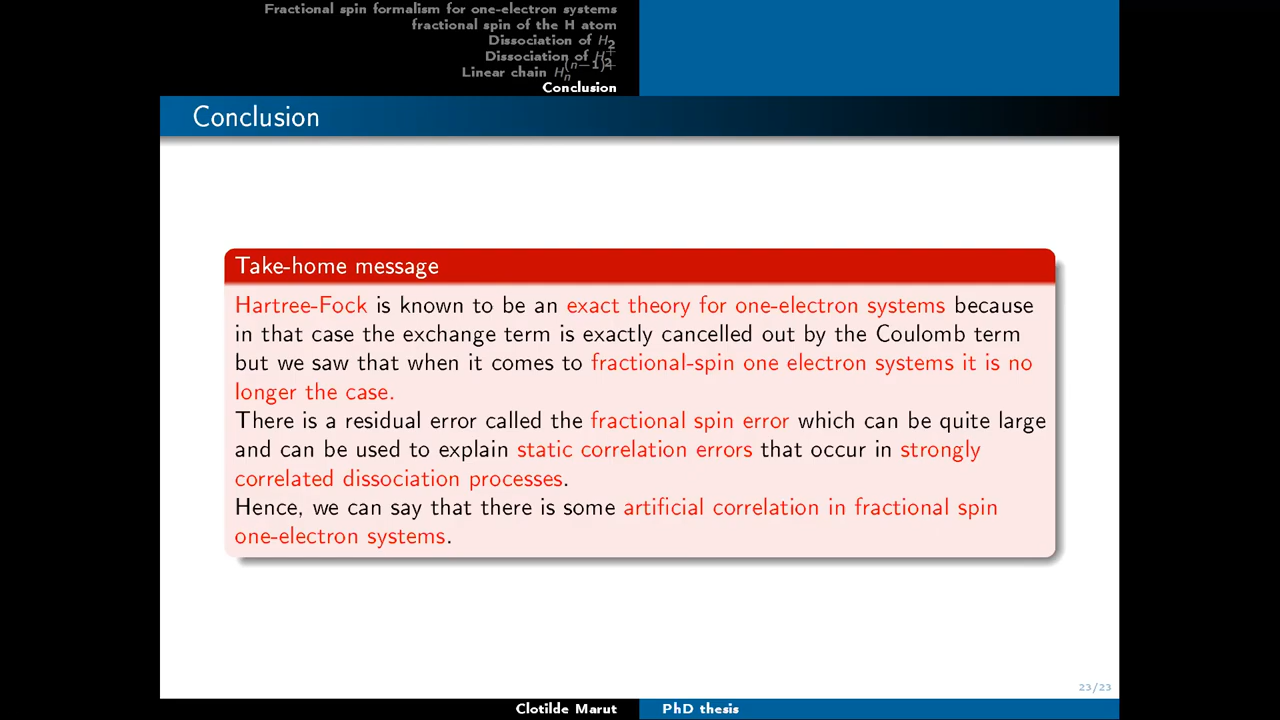 Fractional spin formalism for one-electron systems
fractional spin of the H atom
Dissociation of H₂
Dissociation of H₂⁺
Linear chain Hₙ⁽ⁿ⁻¹⁾⁺
Conclusion
Conclusion
Take-home message
Hartree-Fock is known to be an exact theory for one-electron systems because
in that case the exchange term is exactly cancelled out by the Coulomb term
but we saw that when it comes to fractional-spin one electron systems it is no
longer the case.
There is a residual error called the fractional spin error which can be quite large
and can be used to explain static correlation errors that occur in strongly
correlated dissociation processes.
Hence, we can say that there is some artificial correlation in fractional spin
one-electron systems.
23/23
Clotilde Marut PhD thesis